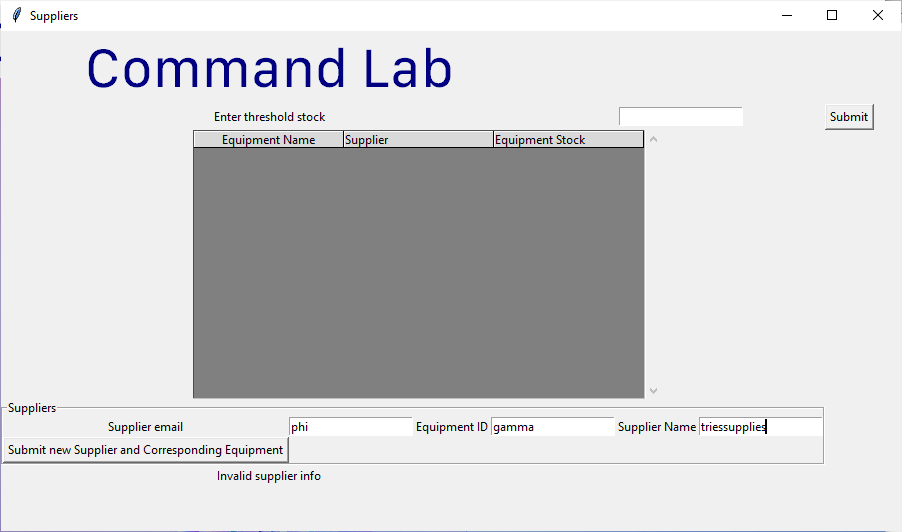 Suppliers
Command Lab
Enter threshold stock Submit
Equipment Name Supplier Equipment Stock
Suppliers
Supplier email phi Equipment ID gamma Supplier Name triessupplies
Submit new Supplier and Corresponding Equipment
Invalid supplier info